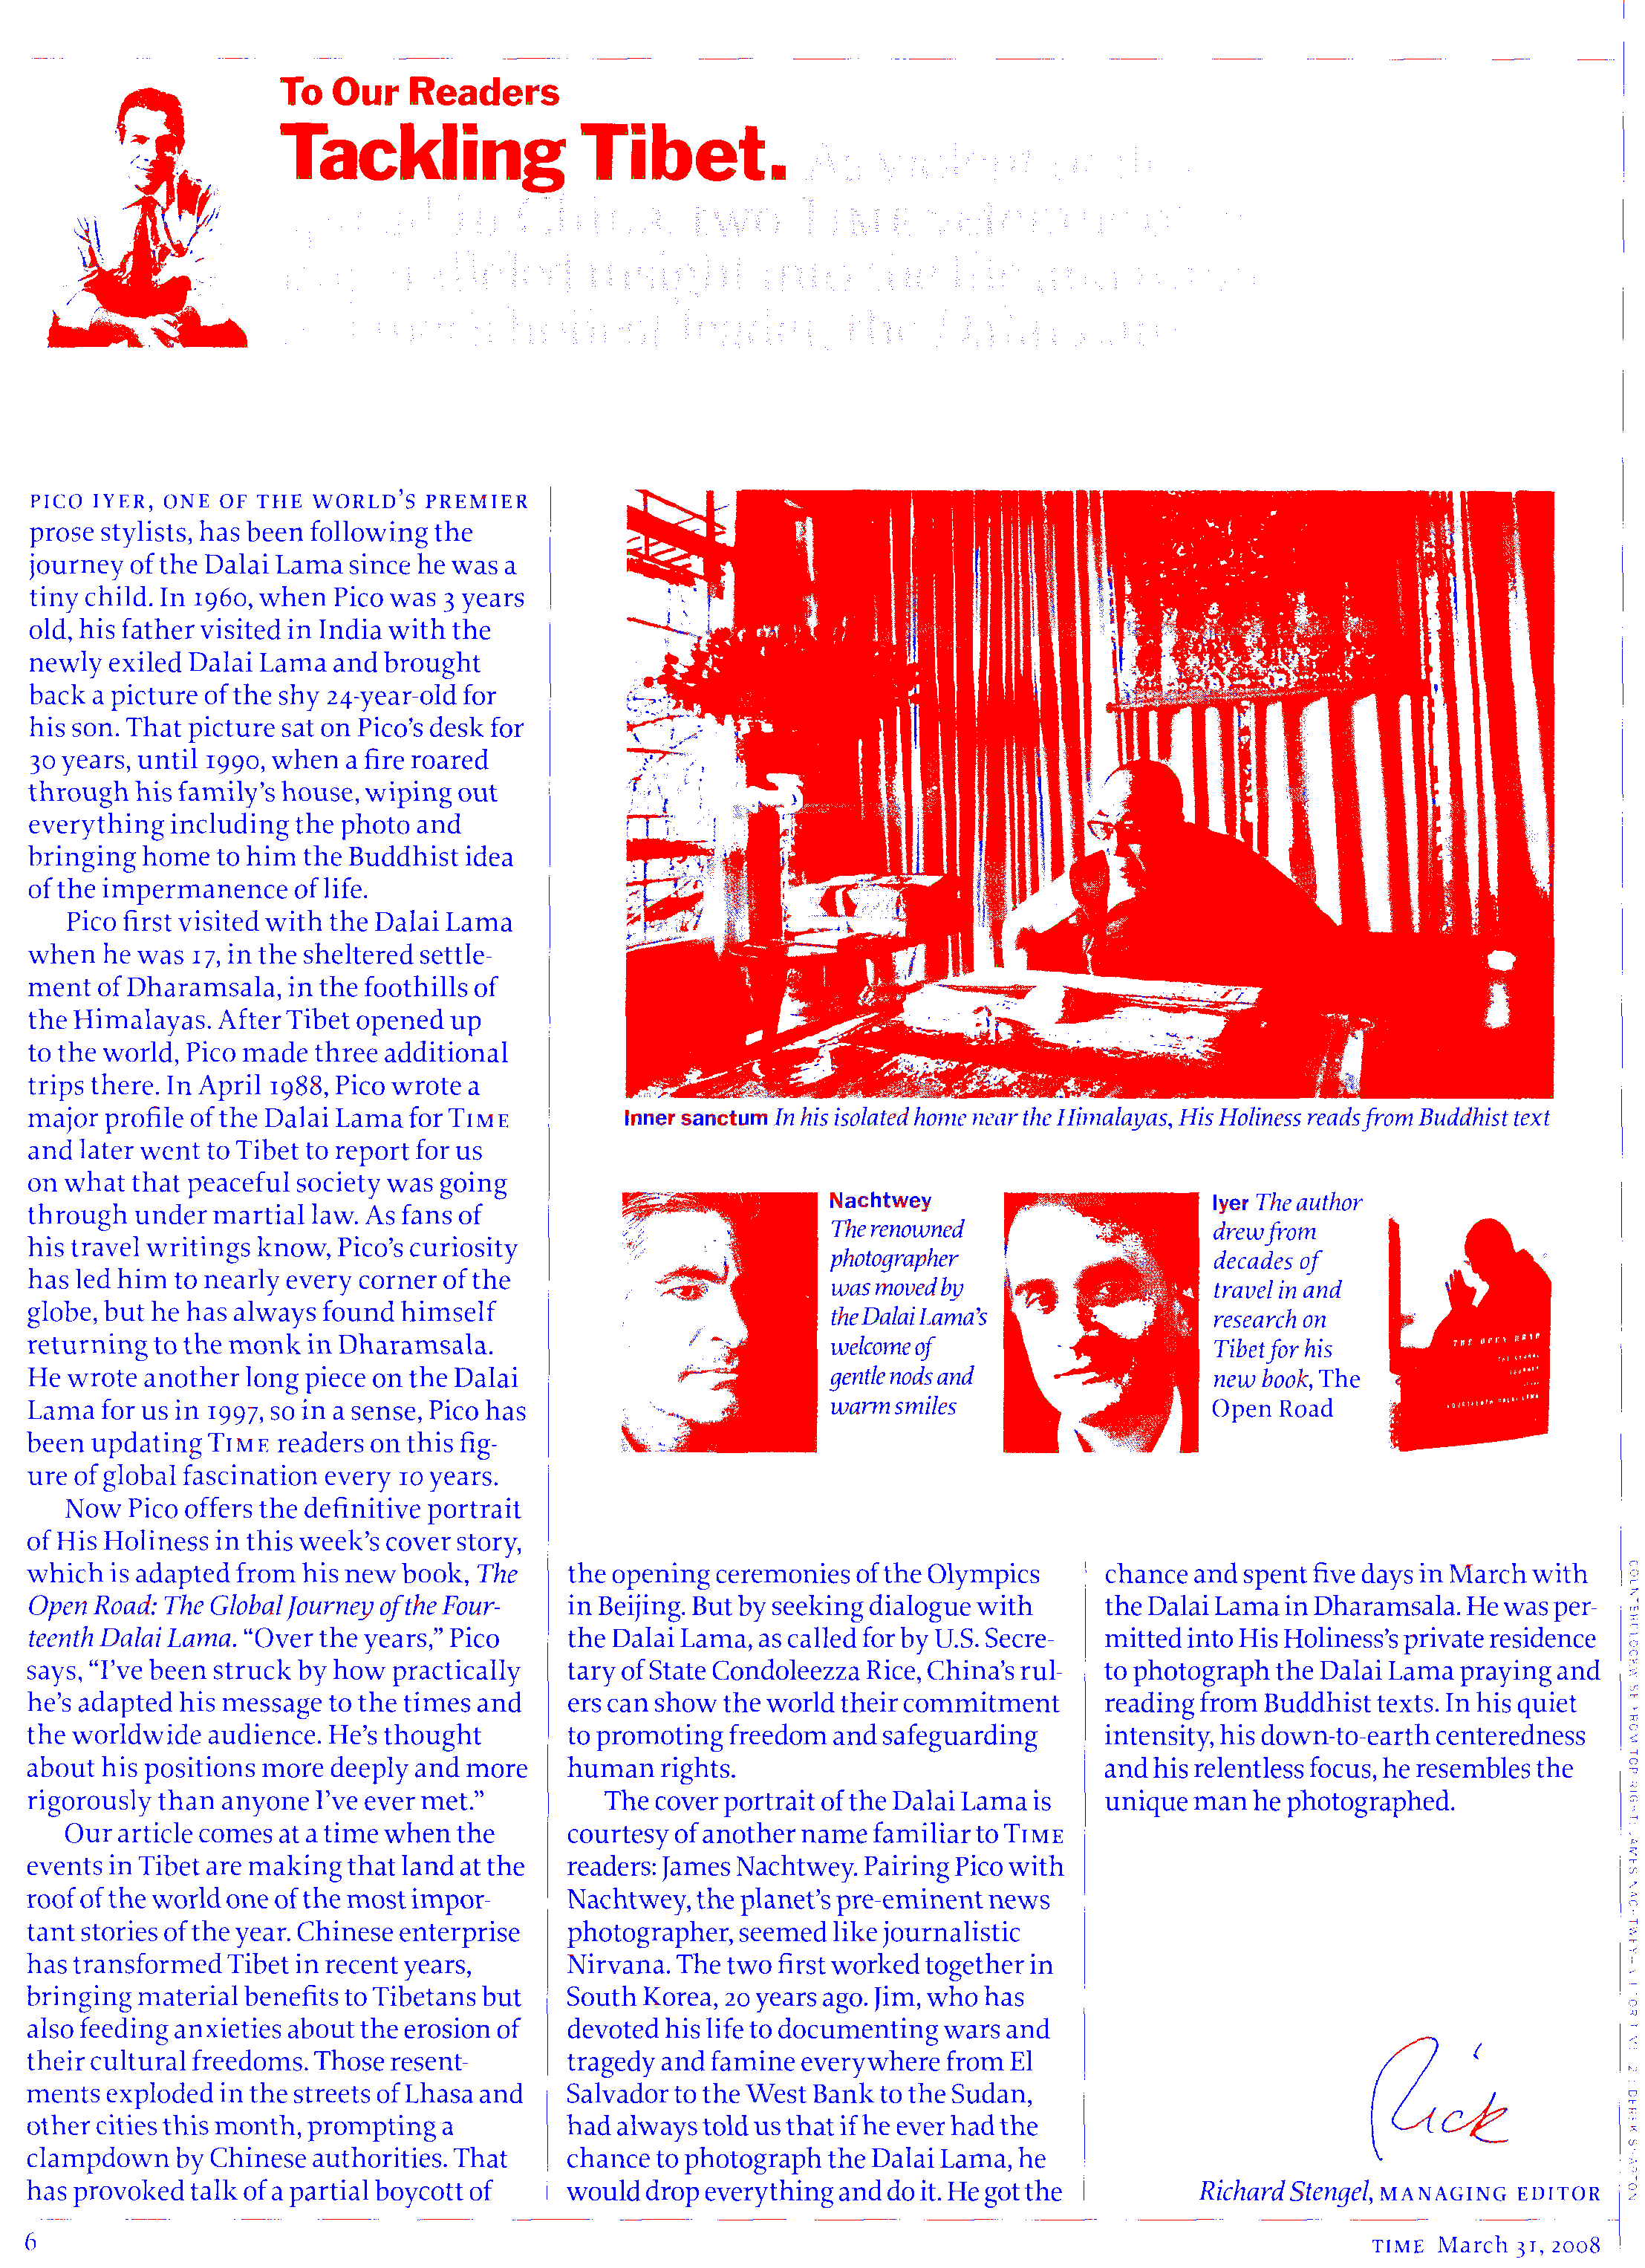 To Our Readers
Tackling Tibet.
in China, two TIME
insight into the life
the
PICO IYER, ONE OF THE WORLD'S PREMIER
prose stylists, has been following the
journey of the Dalai Lama since he was a
tiny child. In 1960, when Pico was 3 years
old, his father visited in India with the
newly exiled Dalai Lama and brought
back a picture of the shy 24-year-old for
his son. That picture sat on Pico's desk for
30 years, until 1990, when a fire roared
through his family's house, wiping out
everything including the photo and
bringing home to him the Buddhist idea
of the impermanence of life.
Pico first visited with the Dalai Lama
when he was 17, in the sheltered settle-
ment of Dharamsala, in the foothills of
the Himalayas. After Tibet opened up
to the world, Pico made three additional
trips there. In April 1988, Pico wrote a
major profile of the Dalai Lama for TIME
and later went to Tibet to report for us
on what that peaceful society was going
through under martial law. As fans of
his travel writings know, Pico's curiosity
has led him to nearly every corner of the
globe, but he has always found himself
returning to the monk in Dharamsala.
He wrote another long piece on the Dalai
Lama for us in 1997, so in a sense, Pico has
been updating TIME readers on this fig-
ure of global fascination every 10 years.
Now Pico offers the definitive portrait
of His Holiness in this week's cover story,
which is adapted from his new book, The
Open Road: The Global Journey of the Four-
teenth Dalai Lama. "Over the years," Pico
says, "I've been struck by how practically
he's adapted his message to the times and
the worldwide audience. He's thought
about his positions more deeply and more
rigorously than anyone I've ever met."
Our article comes at a time when the
events in Tibet are making that land at the
roof of the world one of the most impor-
tant stories of the year. Chinese enterprise
has transformed Tibet in recent years,
bringing material benefits to Tibetans but
also feeding anxieties about the erosion of
their cultural freedoms. Those resent-
ments exploded in the streets of Lhasa and
other cities this month, prompting a
clampdown by Chinese authorities. That
has provoked talk of a partial boycott of
Inner sanctum In his isolated home near the Himalayas, His Holiness reads from Buddhist text
Nachtwey
The renowned
photographer
was moved by
the Dalai Lama's
welcome of
gentle nods and
warm smiles
Iyer The author
drew from
decades of
travel in and
research on
Tibet for his
new book, The
Open Road
THE OPEN ROAD
the opening ceremonies of the Olympics
in Beijing. But by seeking dialogue with
the Dalai Lama, as called for by U.S. Secre-
tary of State Condoleezza Rice, China's rul-
ers can show the world their commitment
to promoting freedom and safeguarding
human rights.
The cover portrait of the Dalai Lama is
courtesy of another name familiar to TIME
readers: James Nachtwey. Pairing Pico with
Nachtwey, the planet's pre-eminent news
photographer, seemed like journalistic
Nirvana. The two first worked together in
South Korea, 20 years ago. Jim, who has
devoted his life to documenting wars and
tragedy and famine everywhere from El
Salvador to the West Bank to the Sudan,
had always told us that if he ever had the
chance to photograph the Dalai Lama, he
would drop everything and do it. He got the
chance and spent five days in March with
the Dalai Lama in Dharamsala. He was per-
mitted into His Holiness's private residence
to photograph the Dalai Lama praying and
reading from Buddhist texts. In his quiet
intensity, his down-to-earth centeredness
and his relentless focus, he resembles the
unique man he photographed.
Rick
Richard Stengel, MANAGING EDITOR
6
TIME March 31, 2008